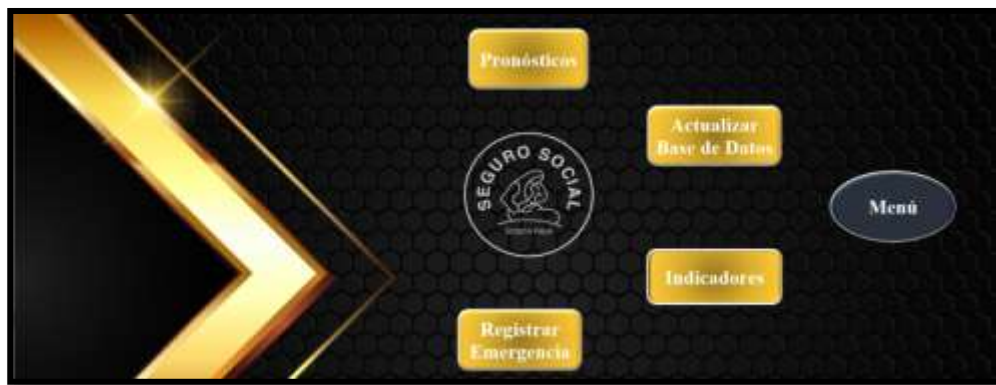 Pronósticos
Actualizar
Base de Datos
SEGURO SOCIAL
Menú
Indicadores
Registrar
Emergencia